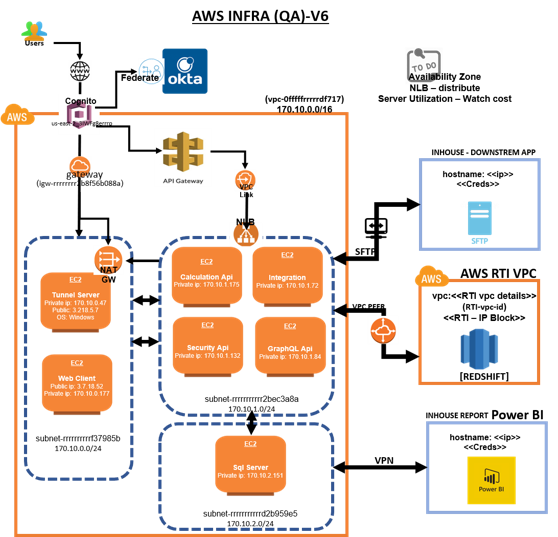 AWS INFRA (QA)-V6
Users
WWW
Federate
okta
TO DO
Availability Zone
NLB – distribute
Server Utilization – Watch cost
Cognito
(vpc-0fffffrrrrrdf717)
170.10.0.0/16
AWS
API Gateway
gateway
VPC
Link
NLB
INHOUSE - DOWNSTREM APP
hostname: <<ip>>
<<Creds>>
SFTP
SFTP
NAT
GW
EC2
Tunnel Server
Private ip: 170.10.0.47
Public: 3.218.5.7
OS: Windows
EC2
Web Client
Public ip: 3.7.18.52
Private ip: 170.10.0.177
subnet-rrrrrrrrrrf37985b
170.10.0.0/24
EC2
Calculation Api
Private ip: 170.10.1.175
EC2
Integration
Private ip: 170.10.1.72
EC2
Security Api
Private ip: 170.10.1.132
EC2
GraphQL Api
Private ip: 170.10.1.84
subnet-rrrrrrrrrr2bec3a8a
170.10.1.0/24
VPC PEER
AWS
AWS RTI VPC
vpc:<<RTI vpc details>>
(RTI-vpc-id)
<<RTI – IP Block>>
[REDSHIFT]
EC2
Sql Server
Private ip: 170.10.2.151
subnet-rrrrrrrrrrd2b959e5
170.10.2.0/24
VPN
INHOUSE REPORT Power BI
hostname: <<ip>>
<<Creds>>
Power BI